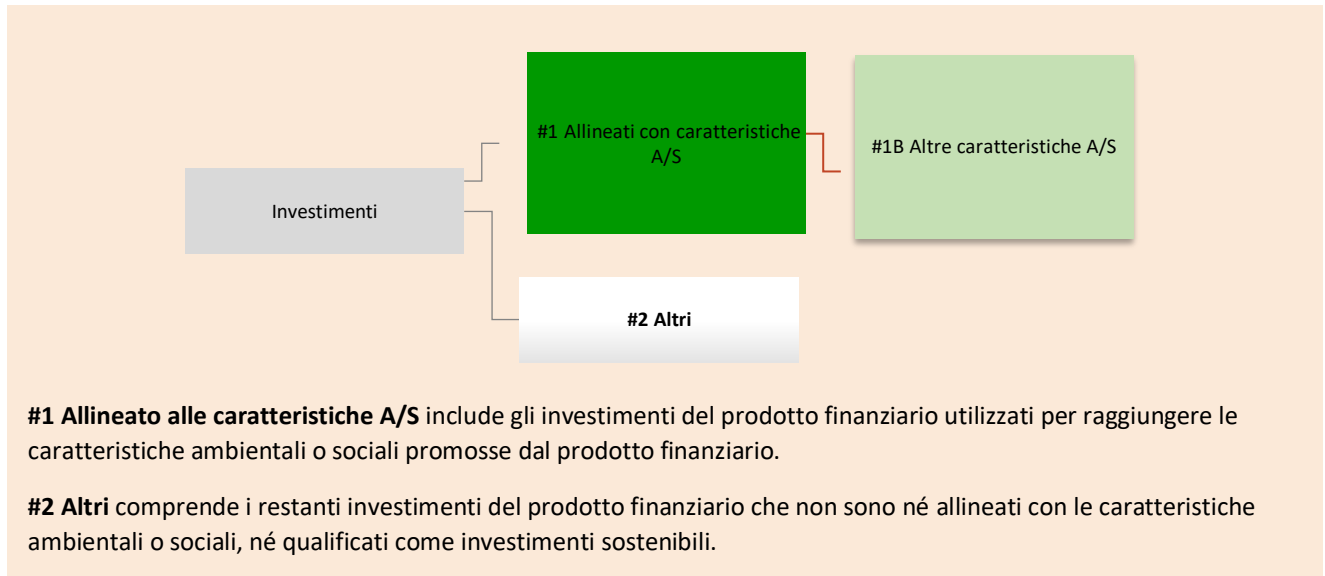 #1 Allineati con caratteristiche
A/S
#1B Altre caratteristiche A/S
Investimenti
#2 Altri
#1 Allineato alle caratteristiche A/S include gli investimenti del prodotto finanziario utilizzati per raggiungere le
caratteristiche ambientali o sociali promosse dal prodotto finanziario.
#2 Altri comprende i restanti investimenti del prodotto finanziario che non sono né allineati con le caratteristiche
ambientali o sociali, né qualificati come investimenti sostenibili.